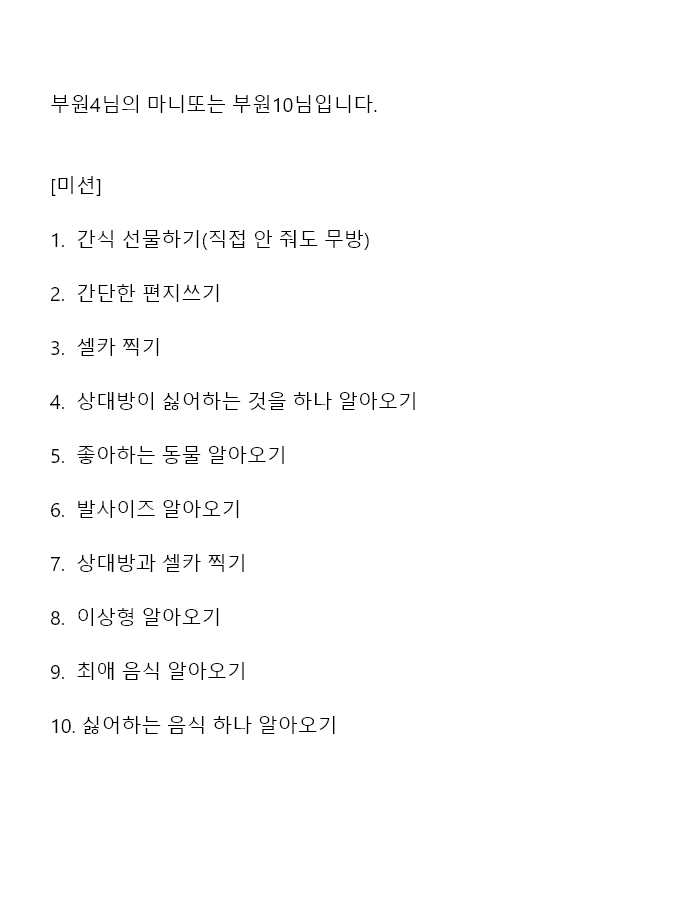 부원4님의 마니또는 부원10님입니다.
[미션]
1. 간식 선물하기(직접 안 줘도 무방)
2. 간단한 편지쓰기
3. 셀카 찍기
4. 상대방이 싫어하는 것을 하나 알아오기
5. 좋아하는 동물 알아오기
6. 발사이즈 알아오기
7. 상대방과 셀카 찍기
8. 이상형 알아오기
9. 최애 음식 알아오기
10. 싫어하는 음식 하나 알아오기